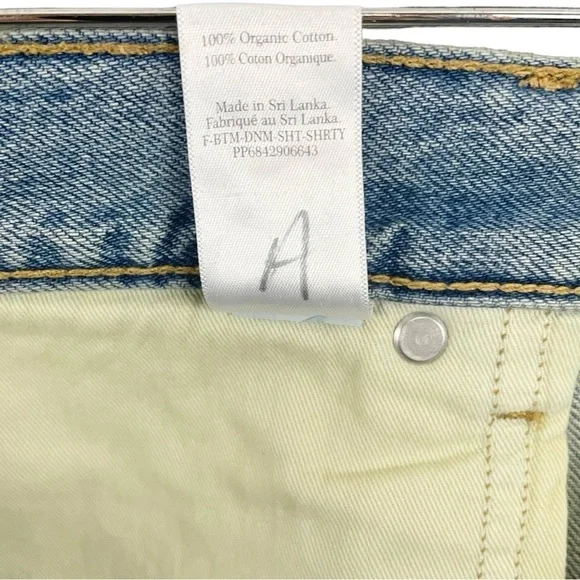 100% Organic Cotton.
100% Coton Organique.
Made in Sri Lanka.
Fabriqué au Sri Lanka.
F-BTM-DNM-SHT-SHRTY
PP6842906643
A